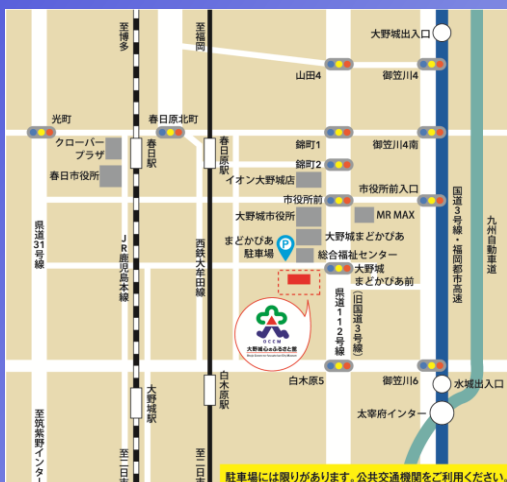 至博多
至福岡
大野城出入口
山田4
御笠川4
光町
春日原北町
クローバー
プラザ
春日駅
春日原駅
錦町1
御笠川4南
錦町2
春日市役所
イオン大野城店
市役所前入口
市役所前
県道31号線
JR鹿児島本線
西鉄大牟田線
大野城市役所
MR MAX
国道3号線・福岡都市高速
九州自動車道
まどかぴあ
駐車場
P
大野城まどかぴあ
総合福祉センター
大野城
まどかぴあ前
県道112号線
(旧国道3号線)
OCCM
大野城心のふるさと館
白木原5
御笠川6
大野城駅
白木原駅
水城出入口
太宰府インター
至筑紫野インター
至二日市
至二日市
駐車場には限りがあります。公共交通機関をご利用ください。